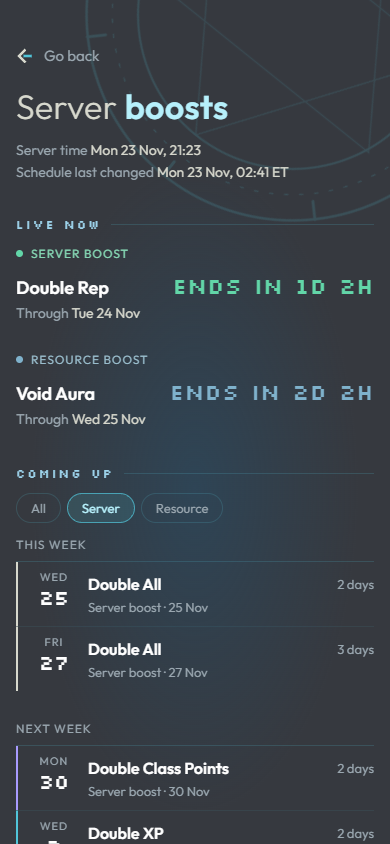 Go back
Server boosts
Server time Mon 23 Nov, 21:23
Schedule last changed Mon 23 Nov, 02:41 ET
LIVE NOW
SERVER BOOST
Double Rep ENDS IN 1D 2H
Through Tue 24 Nov
RESOURCE BOOST
Void Aura ENDS IN 2D 2H
Through Wed 25 Nov
COMING UP
All Server Resource
THIS WEEK
WED 25 Double All 2 days
Server boost · 25 Nov
FRI 27 Double All 3 days
Server boost · 27 Nov
NEXT WEEK
MON 30 Double Class Points 2 days
Server boost · 30 Nov
WED Double XP 2 days